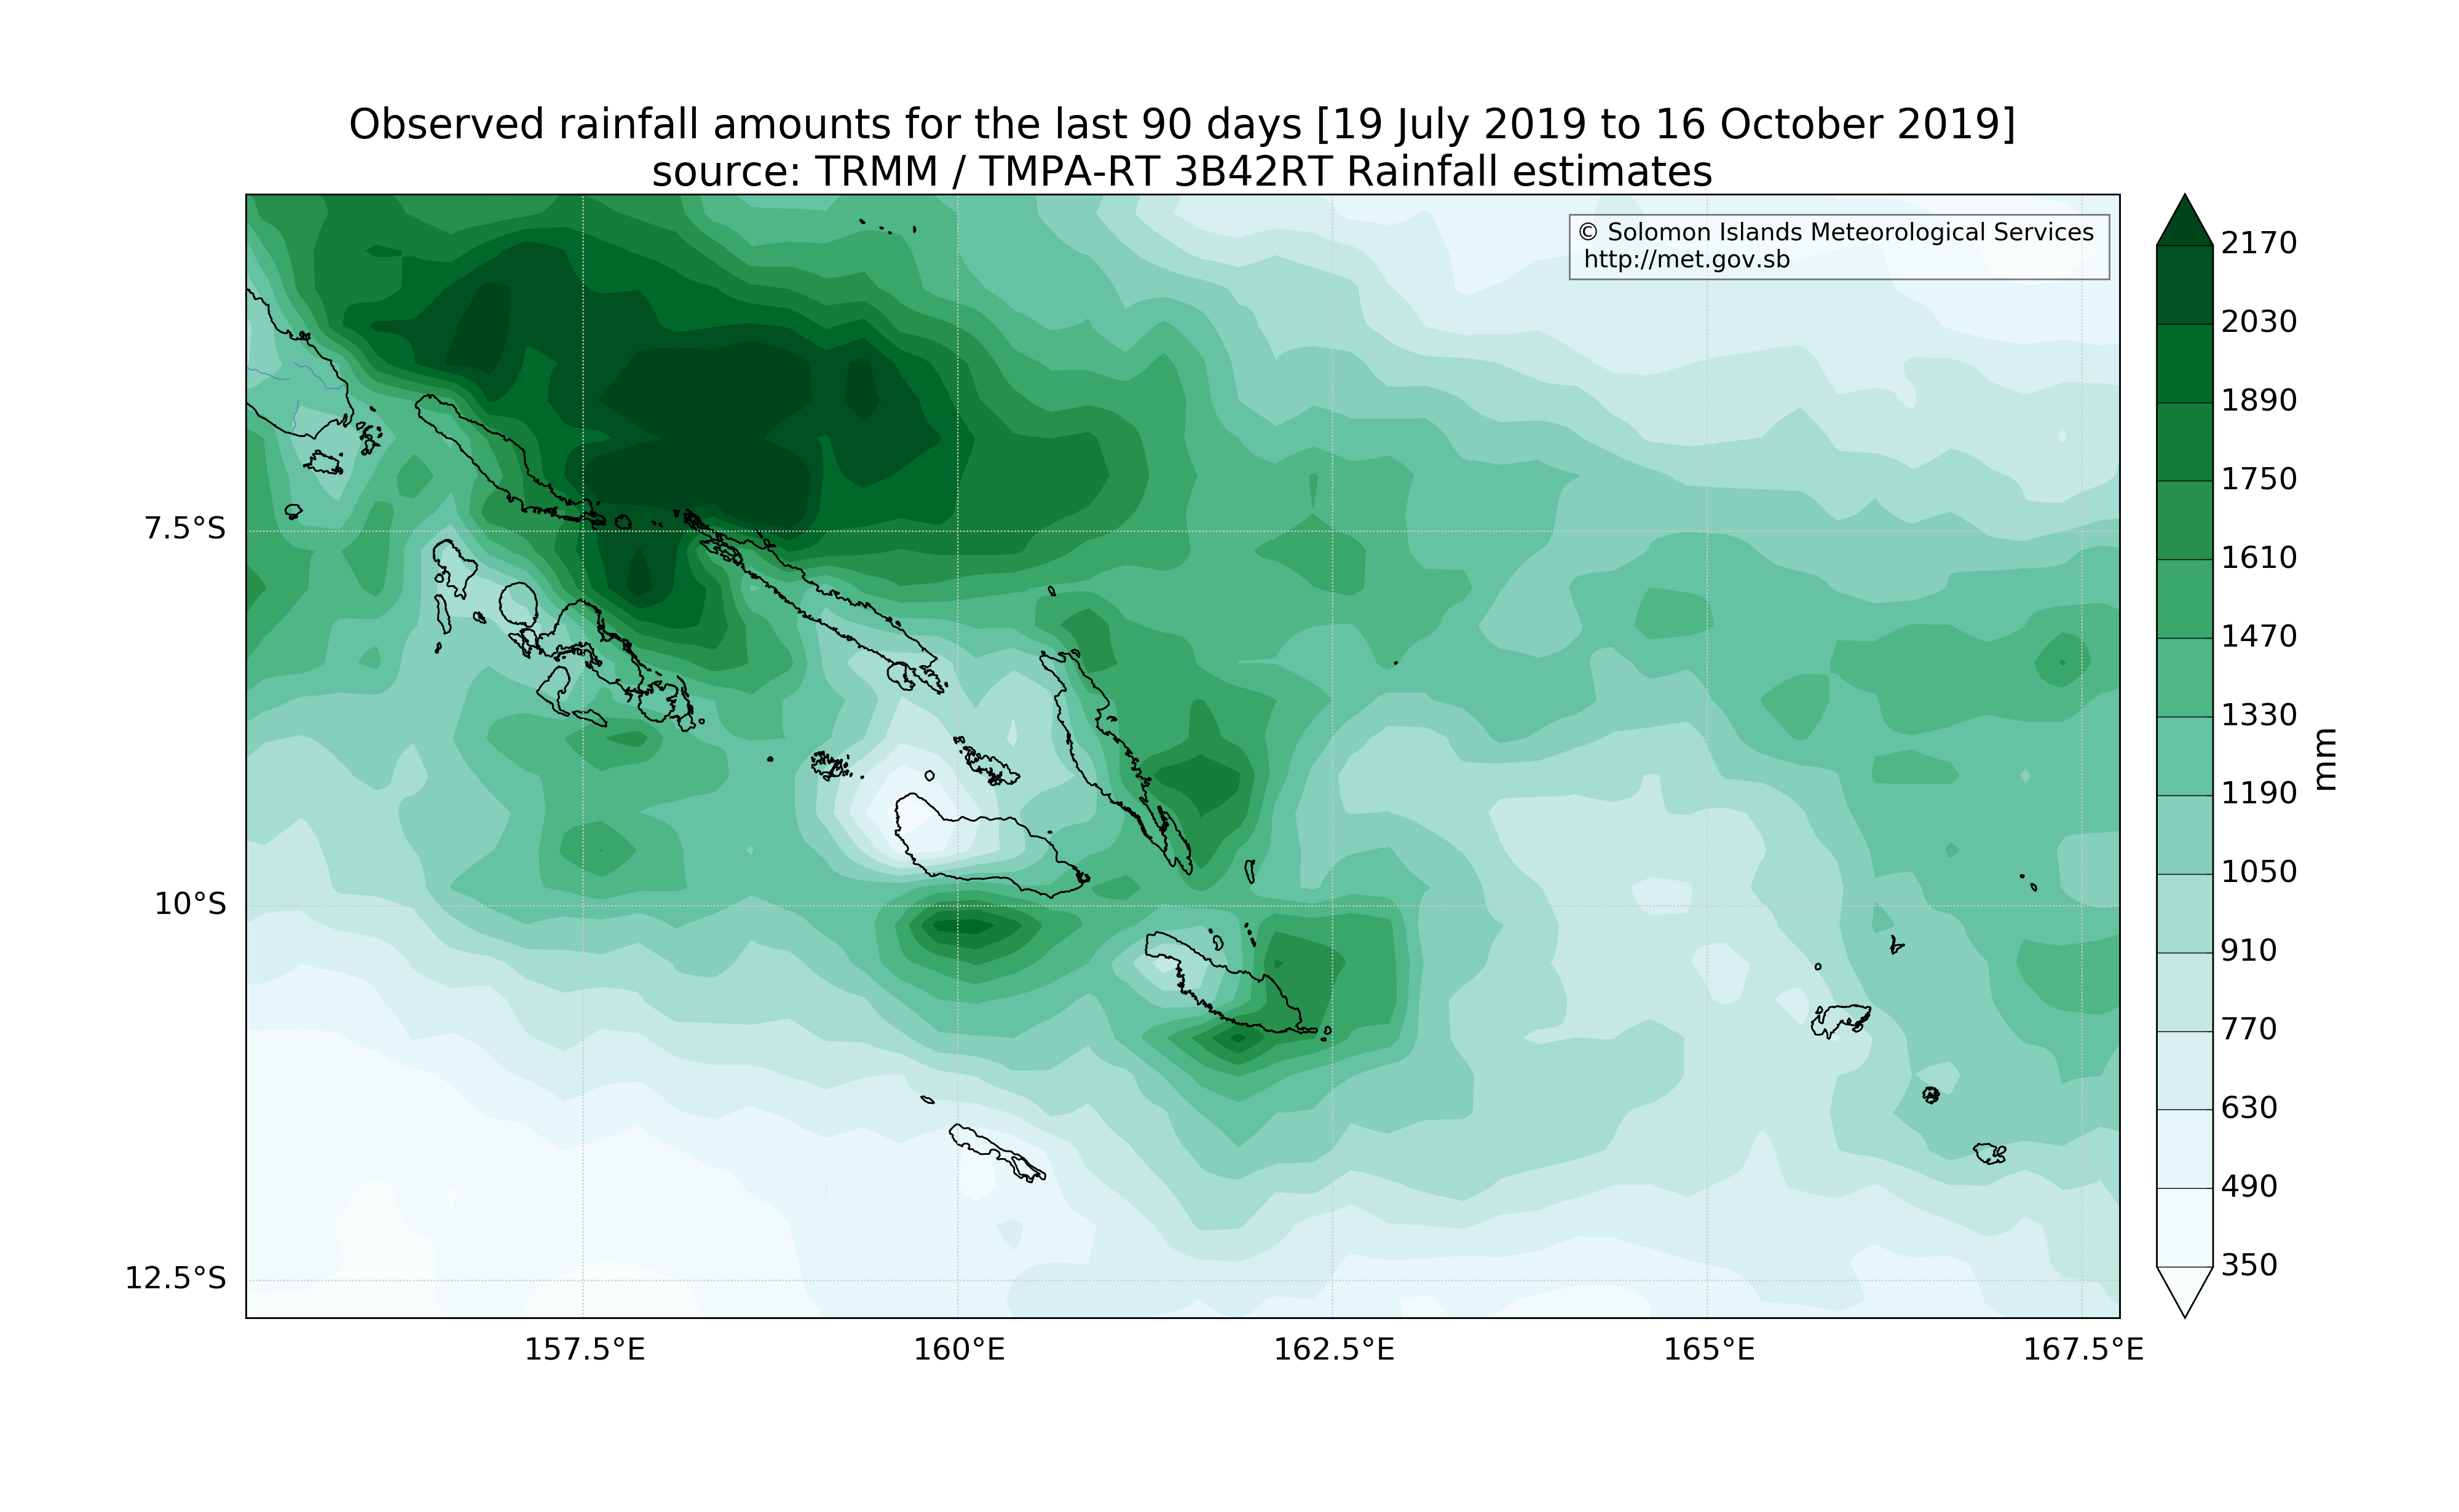 Observed rainfall amounts for the last 90 days [19 July 2019 to 16 October 2019]
source: TRMM / TMPA-RT 3B42RT Rainfall estimates
© Solomon Islands Meteorological Services
http://met.gov.sb
7.5°S
10°S
12.5°S
157.5°E
160°E
162.5°E
165°E
167.5°E
2170
2030
1890
1750
1610
1470
1330
1190
1050
910
770
630
490
350
mm